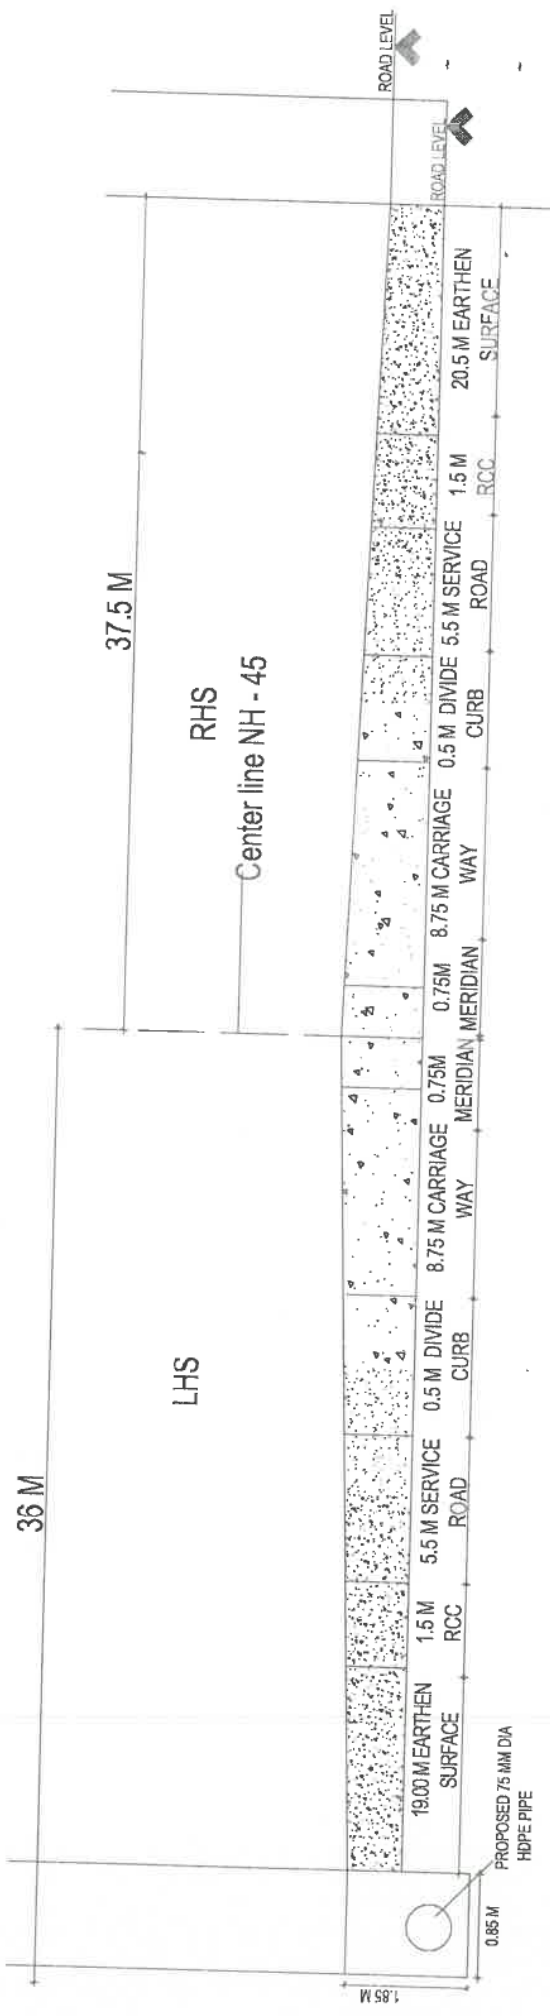 36 M
37.5 M
LHS
RHS
Center line NH - 45
ROAD LEVEL
ROAD LEVEL
1.85 M
0.85 M
PROPOSED 75 MM DIA
HDPE PIPE
19.00 M EARTHEN
SURFACE
1.5 M
RCC
5.5 M SERVICE
ROAD
0.5 M DIVIDE
CURB
8.75 M CARRIAGE
WAY
0.75M
MERIDIAN
0.75M
MERIDIAN
8.75 M CARRIAGE
WAY
0.5 M DIVIDE
CURB
5.5 M SERVICE
ROAD
1.5 M
RCC
20.5 M EARTHEN
SURFACE